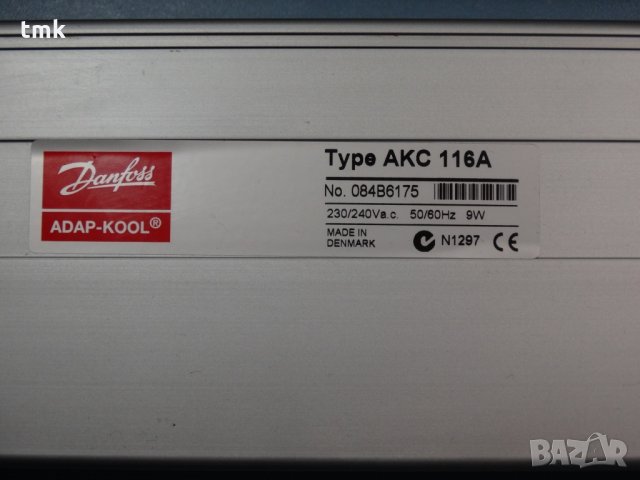 tmk
Danfoss
ADAP-KOOL®
Type AKC 116A
No. 084B6175
230/240Va.c. 50/60Hz 9W
MADE IN
DENMARK
N1297 CE
BAZAR